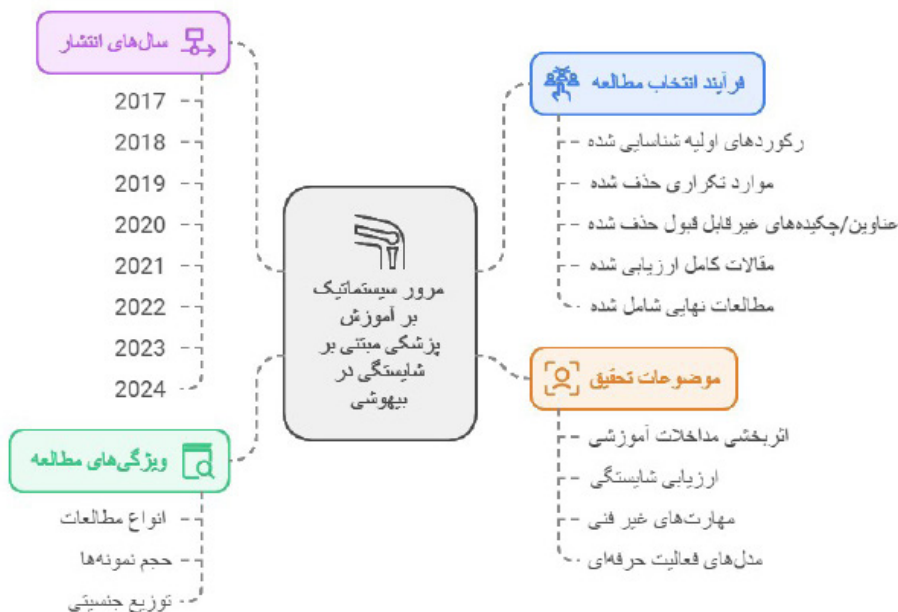 سال‌های انتشار
2017
2018
2019
2020
2021
2022
2023
2024
فرآیند انتخاب مطالعه
رکوردهای اولیه شناسایی شده
موارد تکراری حذف شده
عناوین/چکیده‌های غیرقابل قبول حذف شده
مقالات کامل ارزیابی شده
مطالعات نهایی شامل شده
مرور سیستماتیک
بر آموزش
پزشکی مبتنی بر
شایستگی در
بیهوشی
موضوعات تحقیق
اثربخشی مداخلات آموزشی
ارزیابی شایستگی
مهارت‌های غیر فنی
مدل‌های فعالیت حرفه‌ای
ویژگی‌های مطالعه
انواع مطالعات
حجم نمونه‌ها
توزیع جنسیتی